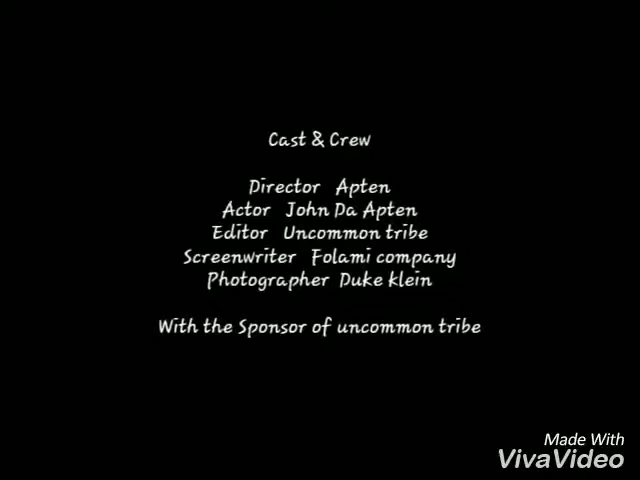 Cast & Crew
Director Apten
Actor John Da Apten
Editor Uncommon tribe
Screenwriter Folami company
Photographer Duke klein
With the Sponsor of uncommon tribe
Made With
VivaVideo